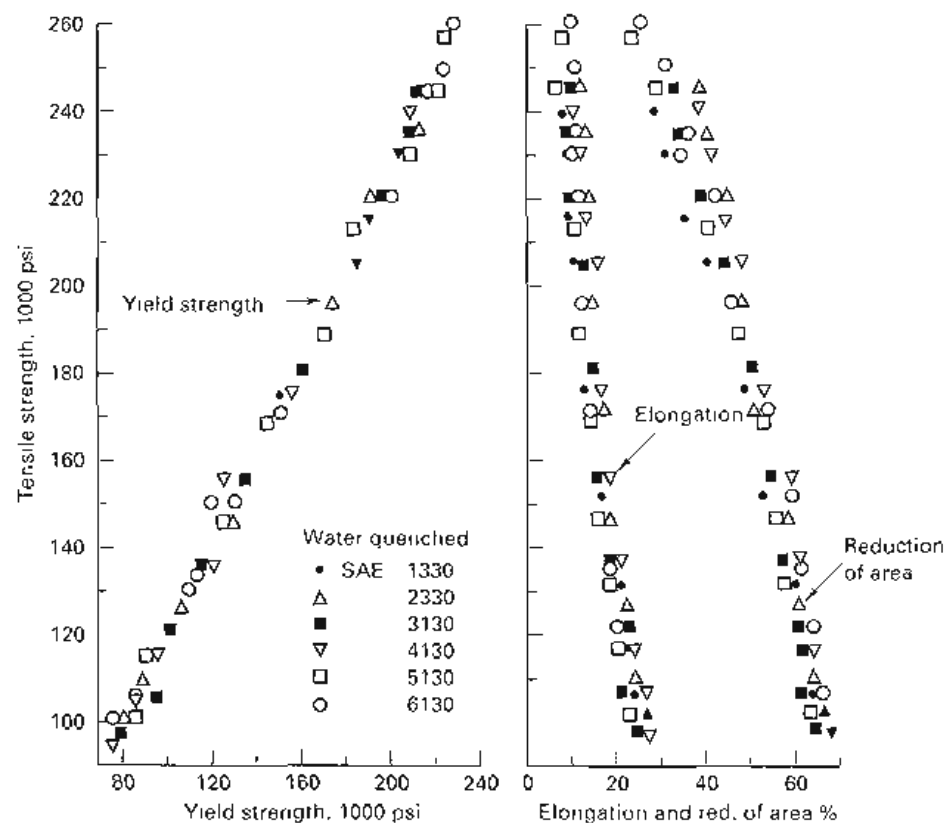 260
240
220
200
180
160
140
120
100
Tensile strength, 1000 psi
Yield strength
Water quenched
SAE 1330
2330
3130
4130
5130
6130
80 120 160 200 240
Yield strength, 1000 psi
Elongation
Reduction
of area
0 20 40 60
Elongation and red. of area %